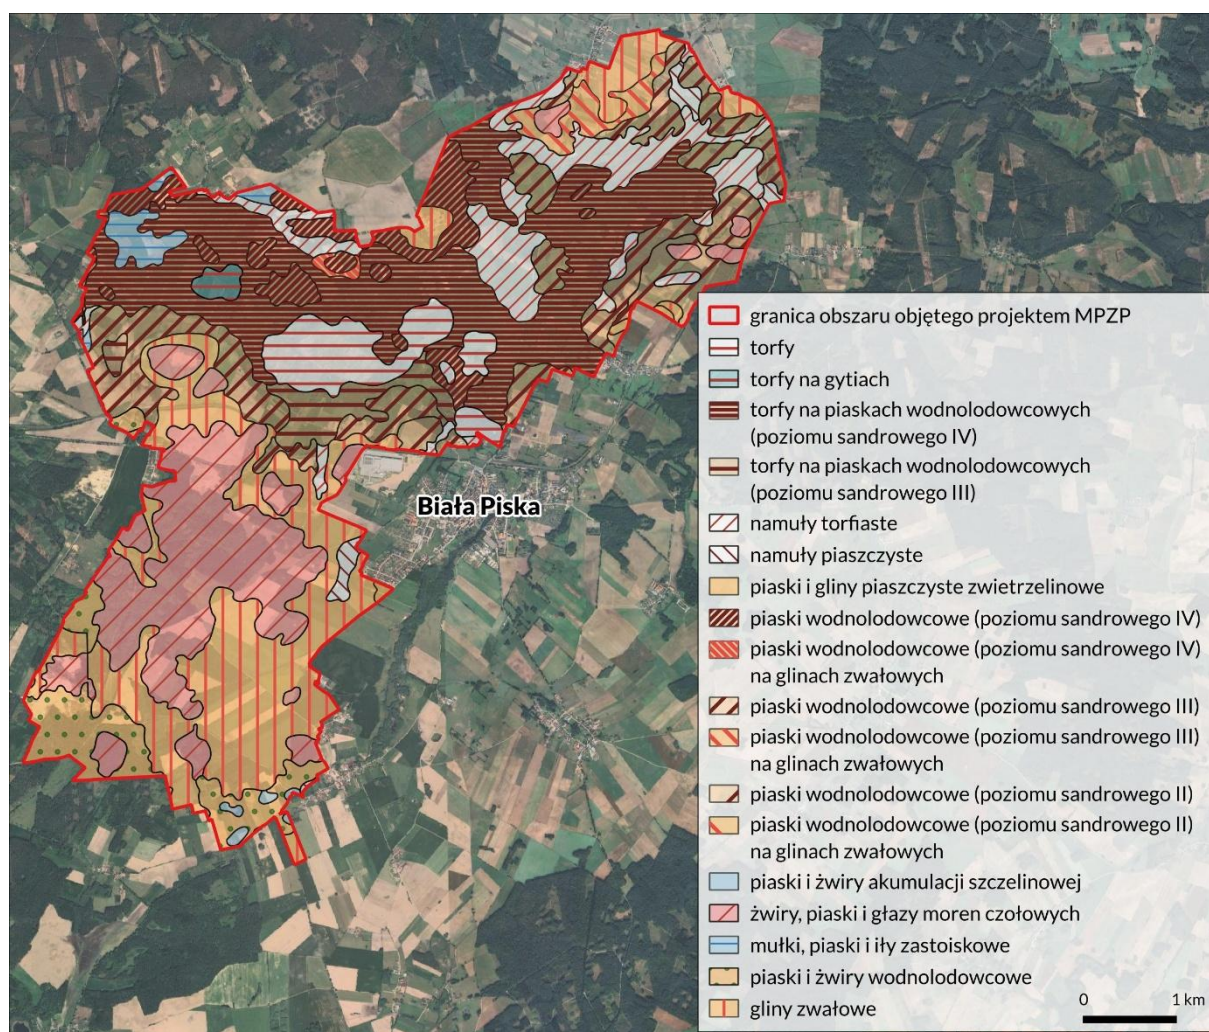 Biała Piska
granica obszaru objętego projektem MPZP
torfy
torfy na gytiach
torfy na piaskach wodnolodowcowych
(poziomu sandrowego IV)
torfy na piaskach wodnolodowcowych
(poziomu sandrowego III)
namuły torfiaste
namuły piaszczyste
piaski i gliny piaszczyste zwietrzelinowe
piaski wodnolodowcowe (poziomu sandrowego IV)
piaski wodnolodowcowe (poziomu sandrowego IV)
na glinach zwałowych
piaski wodnolodowcowe (poziomu sandrowego III)
piaski wodnolodowcowe (poziomu sandrowego III)
na glinach zwałowych
piaski wodnolodowcowe (poziomu sandrowego II)
piaski wodnolodowcowe (poziomu sandrowego II)
na glinach zwałowych
piaski i żwiry akumulacji szczelinowej
żwiry, piaski i głazy moren czołowych
mułki, piaski i iły zastoiskowe
piaski i żwiry wodnolodowcowe
gliny zwałowe
0 1 km